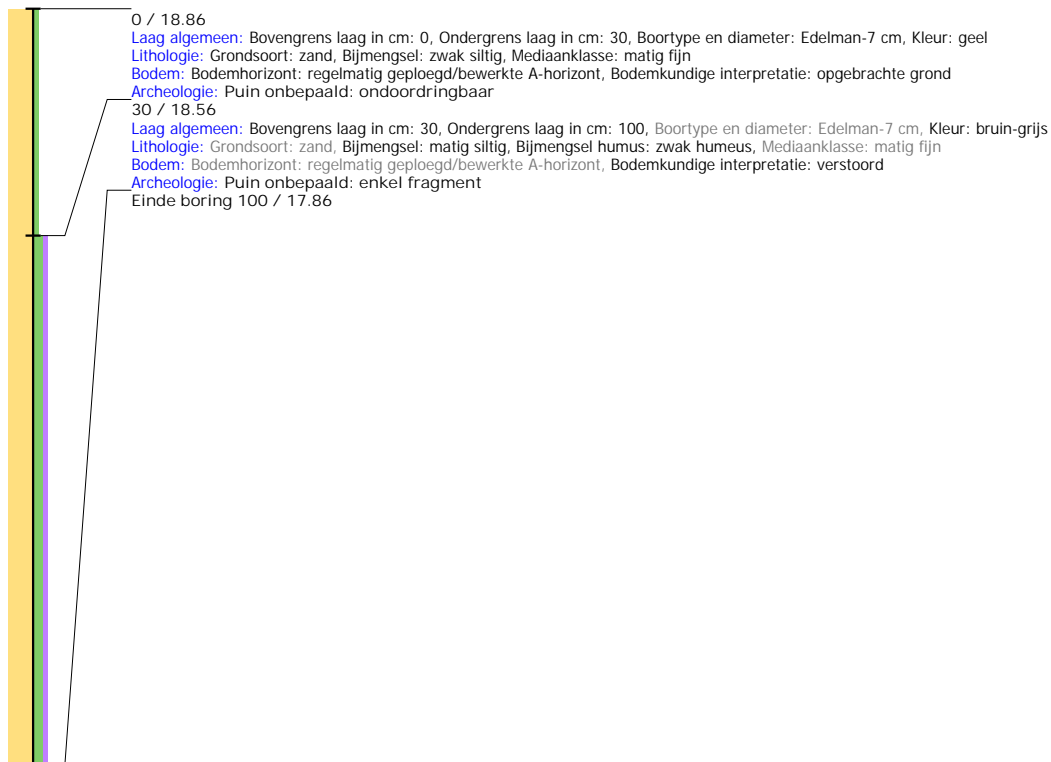 0 / 18.86
Laag algemeen: Bovengrens laag in cm: 0, Ondergrens laag in cm: 30, Boortype en diameter: Edelman-7 cm, Kleur: geel
Lithologie: Grondsoort: zand, Bijmengsel: zwak siltig, Mediaanklasse: matig fijn
Bodem: Bodemhorizont: regelmatig geploegd/bewerkte A-horizont, Bodemkundige interpretatie: opgebrachte grond
Archeologie: Puin onbepaald: ondoordringbaar
30 / 18.56
Laag algemeen: Bovengrens laag in cm: 30, Ondergrens laag in cm: 100, Boortype en diameter: Edelman-7 cm, Kleur: bruin-grijs
Lithologie: Grondsoort: zand, Bijmengsel: matig siltig, Bijmengsel humus: zwak humeus, Mediaanklasse: matig fijn
Bodem: Bodemhorizont: regelmatig geploegd/bewerkte A-horizont, Bodemkundige interpretatie: verstoord
Archeologie: Puin onbepaald: enkel fragment
Einde boring 100 / 17.86